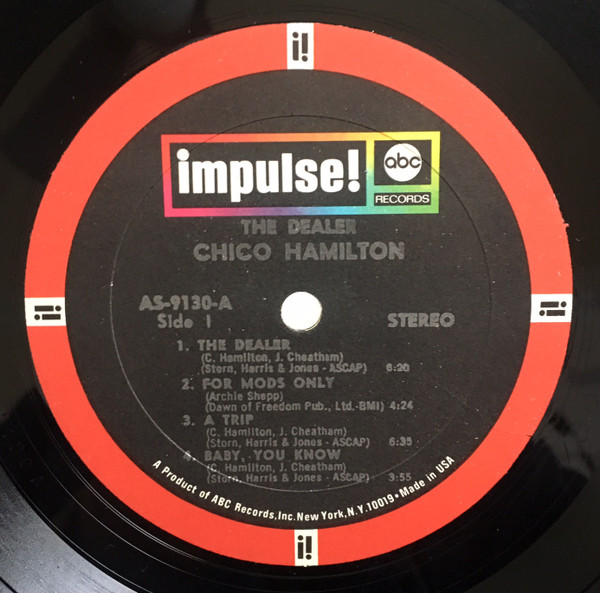 i!
impulse!
abc
RECORDS
THE DEALER
CHICO HAMILTON
AS-9130-A
Side 1
STEREO
1. THE DEALER
(C. Hamilton, J. Cheatham)
(Stern, Harris & Jones - ASCAP) 6:20
2. FOR MODS ONLY
(Archie Shepp)
(Dawn of Freedom Pub., Ltd.-BMI) 4:24
3. A TRIP
(C. Hamilton, J. Cheatham)
(Stern, Harris & Jones - ASCAP) 6:35
4. BABY, YOU KNOW
(C. Hamilton, J. Cheatham)
(Stern, Harris & Jones - ASCAP) 3:55
A Product of ABC Records, Inc. New York, N.Y. 10019 • Made in USA
i!
i!
i!